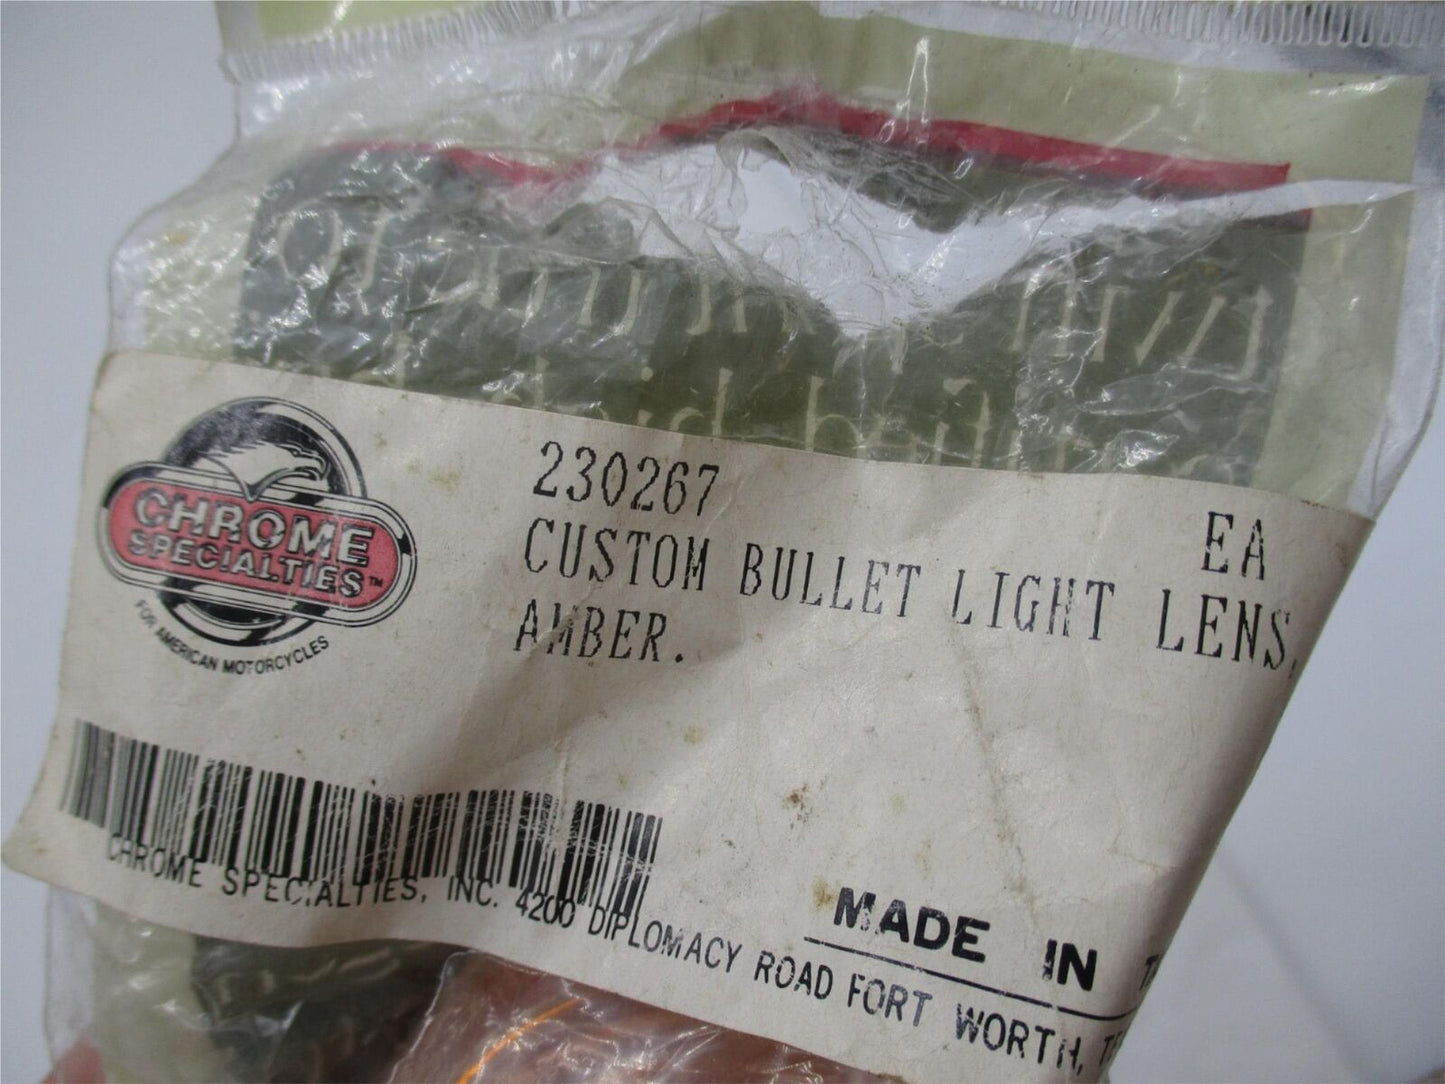 CHROME
SPECIALTIES™
FOR AMERICAN MOTORCYCLES
230267
EA
CUSTOM BULLET LIGHT LENS,
AMBER.
MADE IN
CHROME SPECIALTIES, INC. 4200 DIPLOMACY ROAD FORT WORTH,